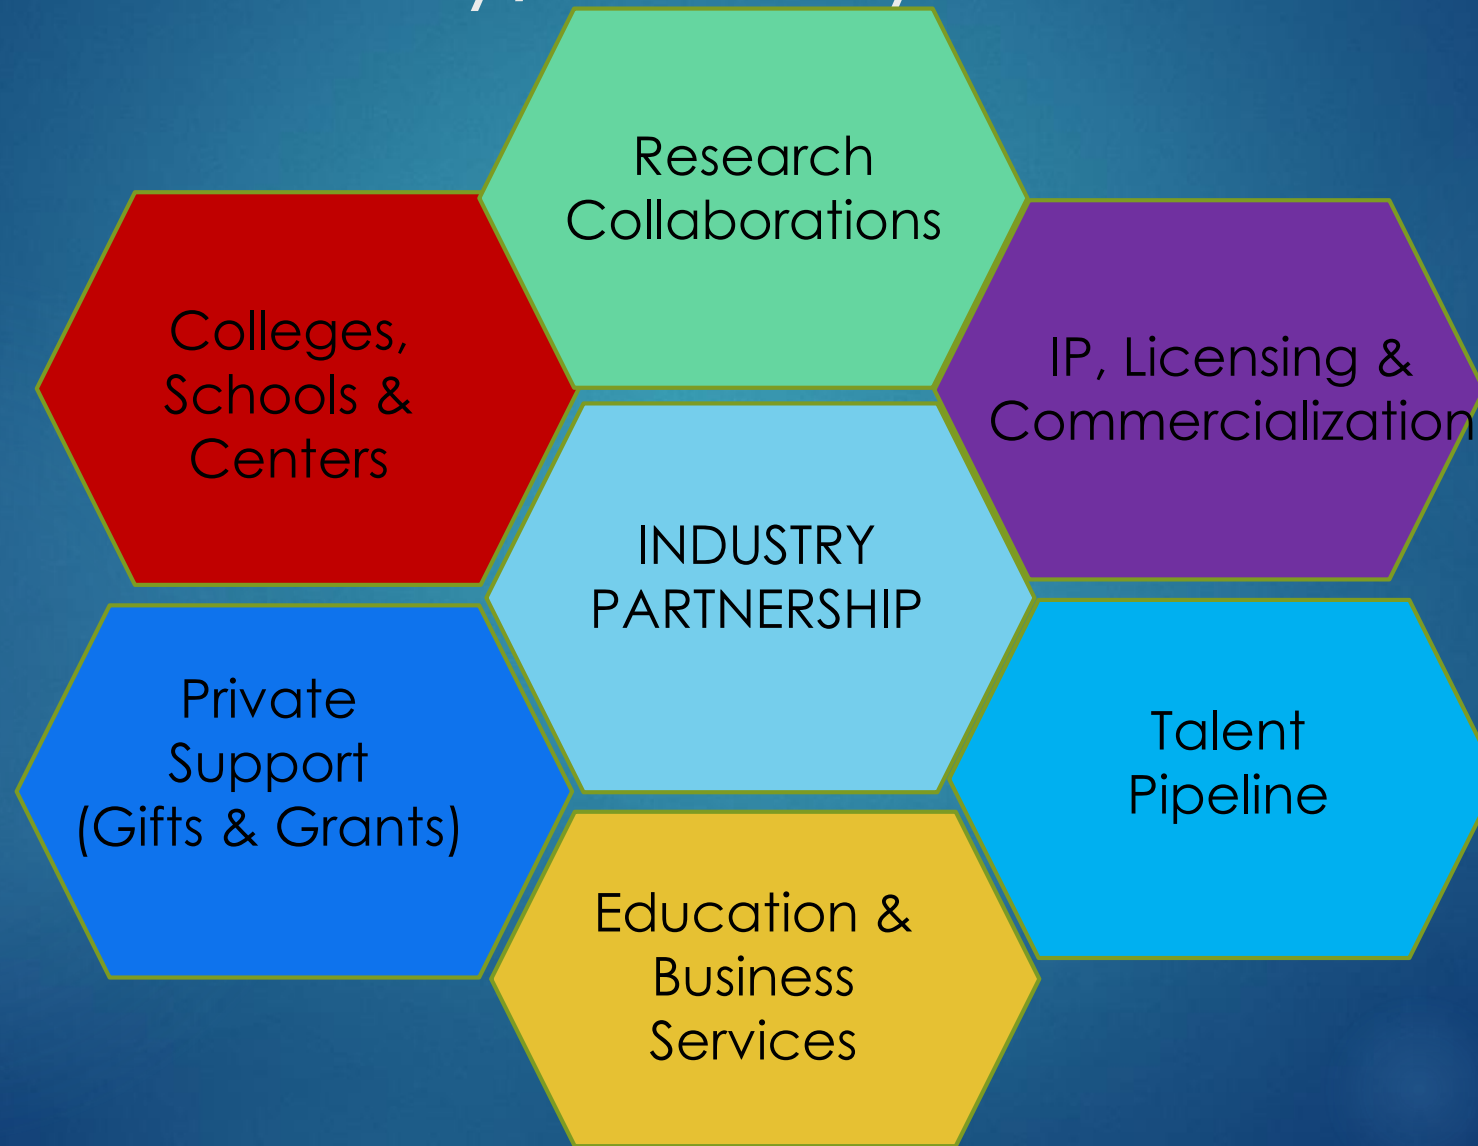 Research
Collaborations
Colleges,
Schools &
Centers
IP, Licensing &
Commercialization
INDUSTRY
PARTNERSHIP
Private
Support
(Gifts & Grants)
Talent
Pipeline
Education &
Business
Services